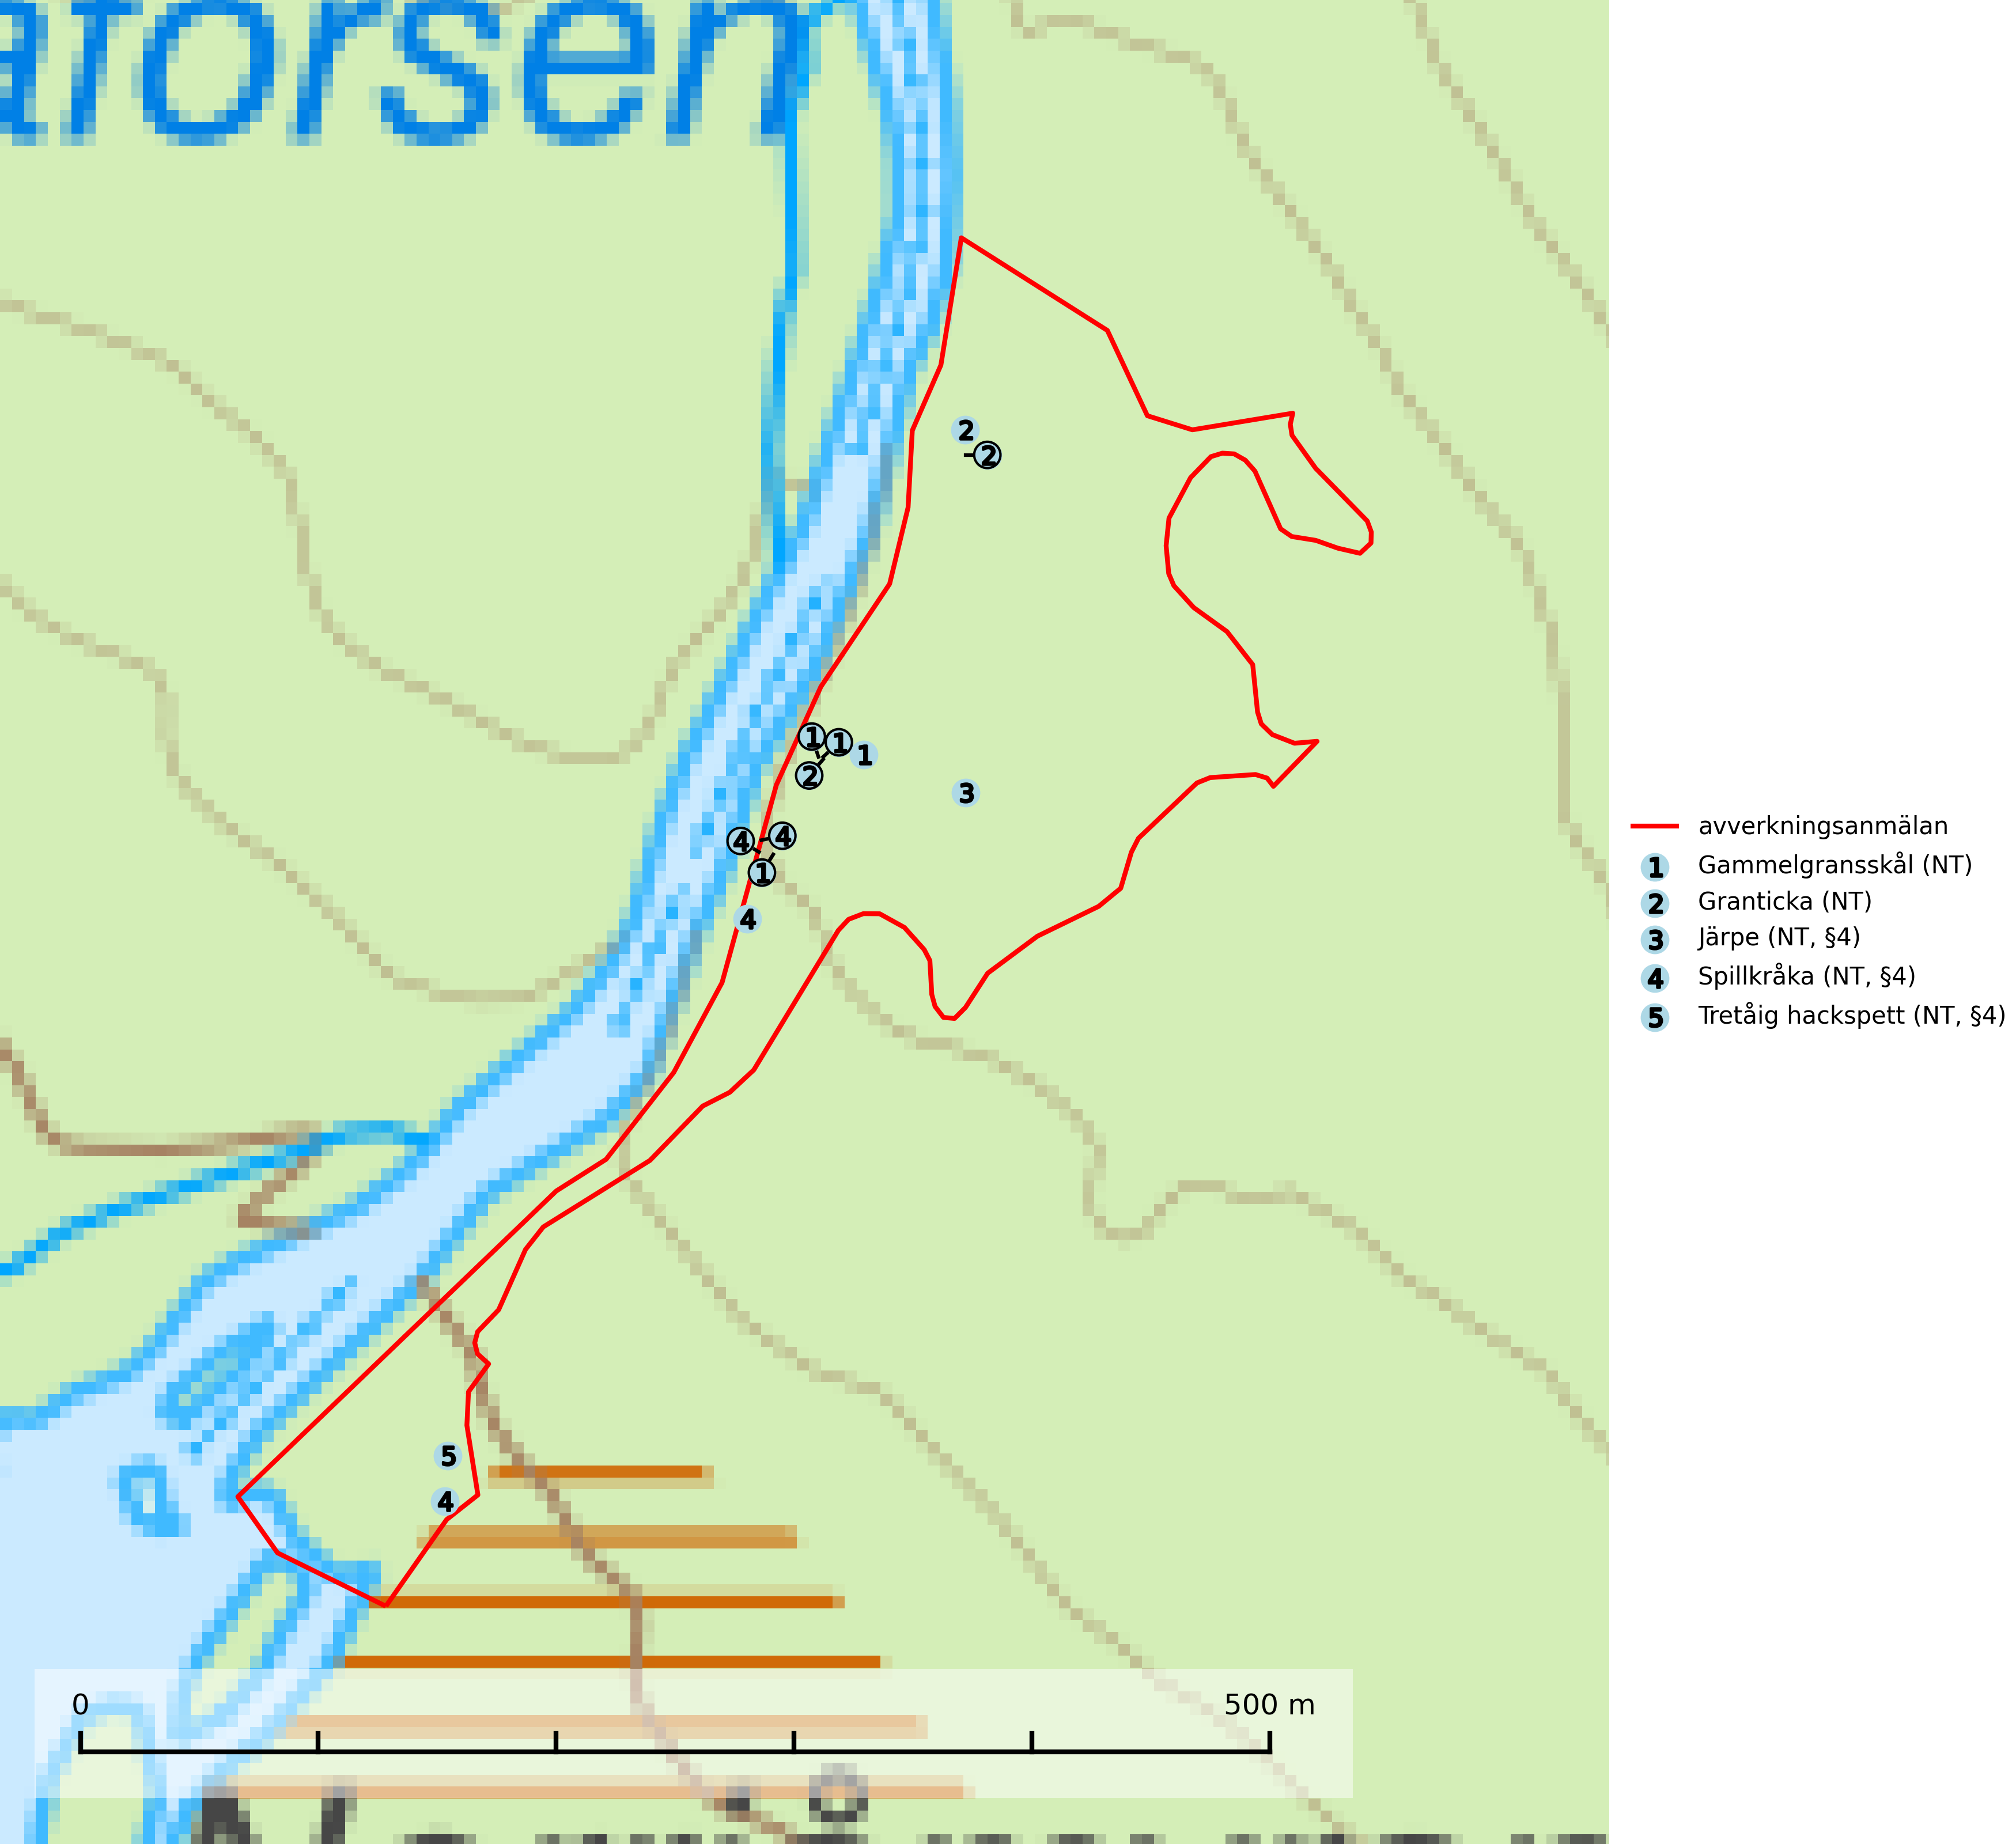 2
2
1
1
1
2
3
4
4
1
4
5
4
avverkningsanmälan
1 Gammelgransskål (NT)
2 Granticka (NT)
3 Järpe (NT, §4)
4 Spillkråka (NT, §4)
5 Tretåig hackspett (NT, §4)
0 500 m